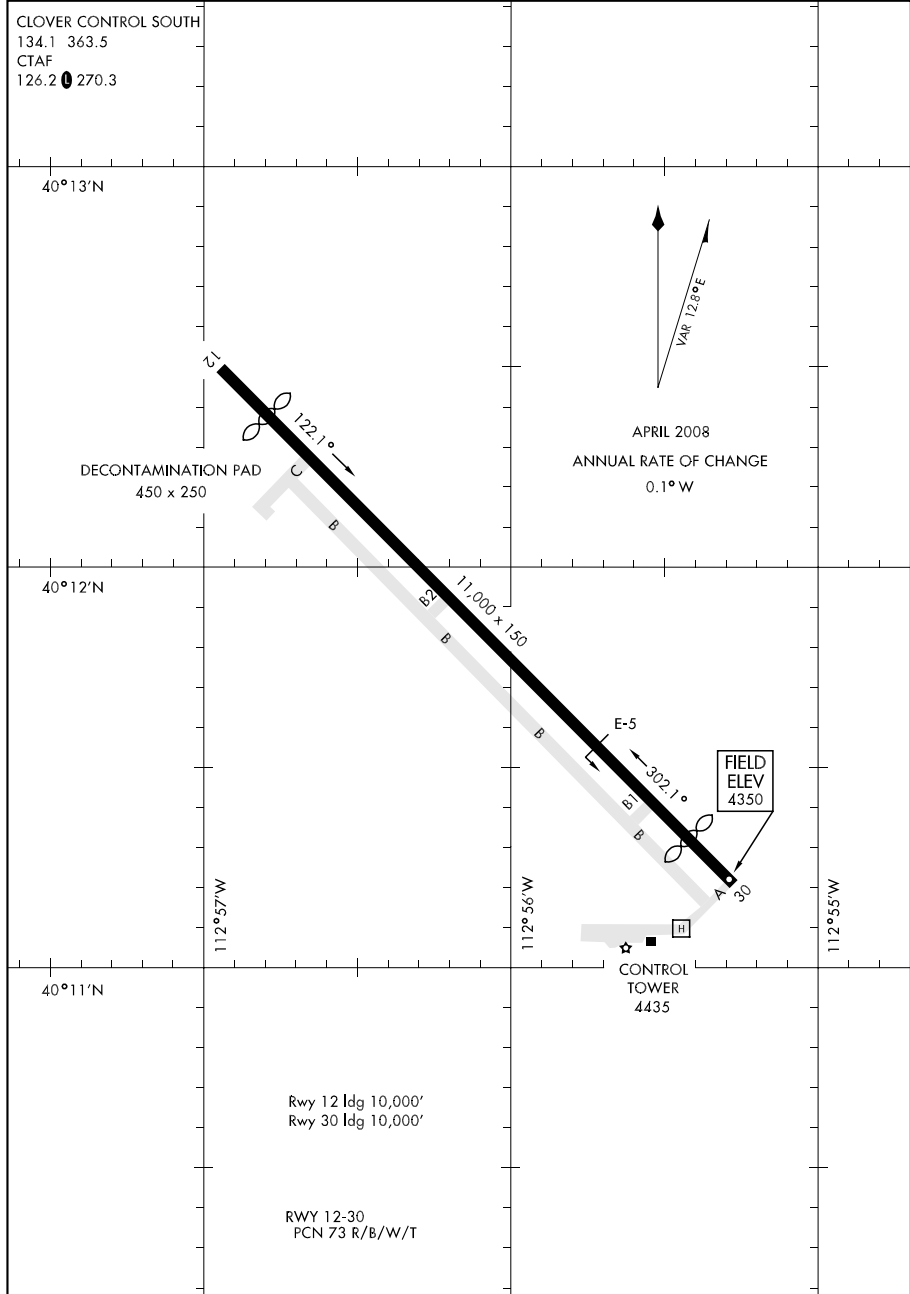 CLOVER CONTROL SOUTH
134.1 363.5
CTAF
126.2 L 270.3
40°13'N
VAR 12.8°E
12
122.1°
APRIL 2008
ANNUAL RATE OF CHANGE
0.1°W
DECONTAMINATION PAD
450 x 250
C
B
40°12'N
B2
11,000 x 150
B
B
E-5
302.1°
FIELD
ELEV
4350
B1
B
A
30
112°57'W
112°56'W
112°55'W
H
CONTROL
TOWER
4435
40°11'N
Rwy 12 ldg 10,000'
Rwy 30 ldg 10,000'
RWY 12-30
PCN 73 R/B/W/T